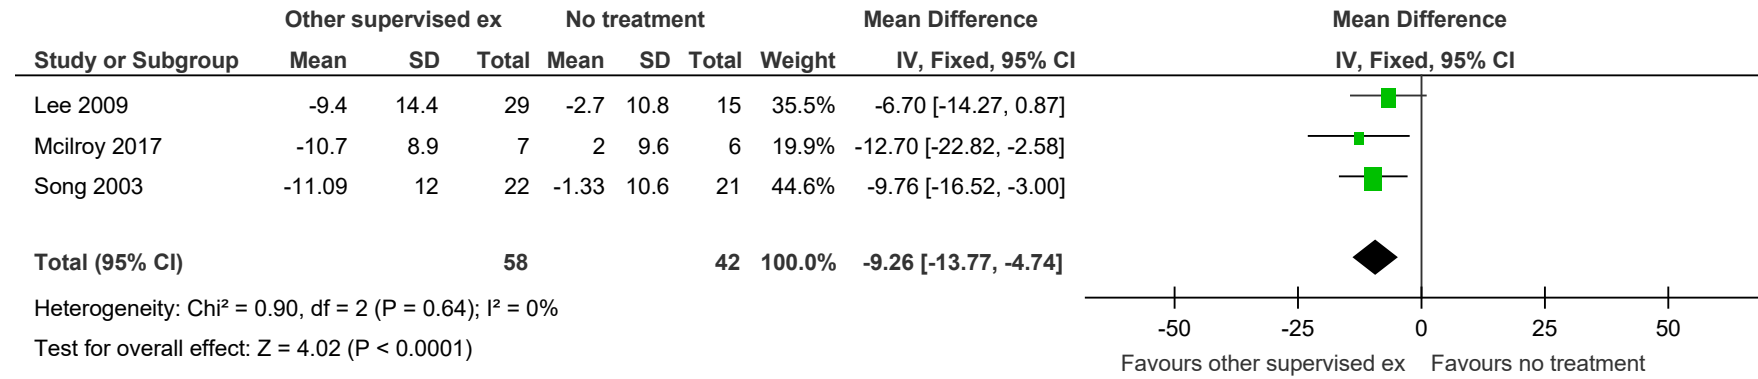 Other supervised ex No treatment Mean Difference Mean Difference
Study or Subgroup Mean SD Total Mean SD Total Weight IV, Fixed, 95% CI IV, Fixed, 95% CI
Lee 2009 -9.4 14.4 29 -2.7 10.8 15 35.5% -6.70 [-14.27, 0.87]
Mcilroy 2017 -10.7 8.9 7 2 9.6 6 19.9% -12.70 [-22.82, -2.58]
Song 2003 -11.09 12 22 -1.33 10.6 21 44.6% -9.76 [-16.52, -3.00]
Total (95% CI) 58 42 100.0% -9.26 [-13.77, -4.74]
Heterogeneity: Chi² = 0.90, df = 2 (P = 0.64); I² = 0%
Test for overall effect: Z = 4.02 (P < 0.0001)
-50 -25 0 25 50
Favours other supervised ex Favours no treatment